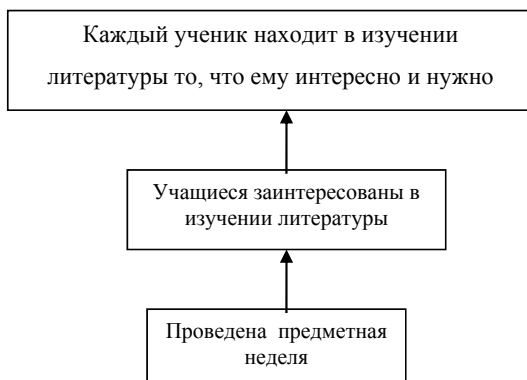 Каждый ученик находит в изучении
литературы то, что ему интересно и нужно
Учащиеся заинтересованы в
изучении литературы
Проведена предметная
неделя